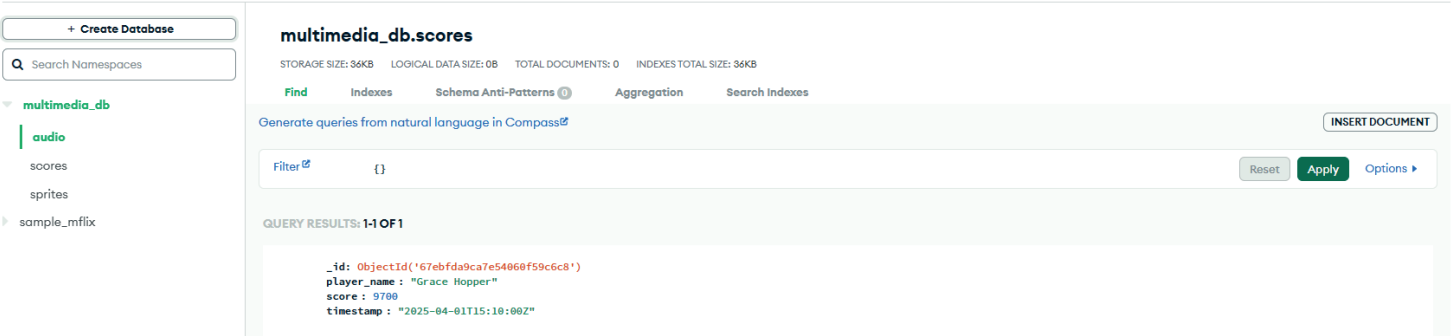 + Create Database
Search Namespaces
multimedia_db
audio
scores
sprites
sample_mflix
multimedia_db.scores
STORAGE SIZE: 36KB LOGICAL DATA SIZE: 0B TOTAL DOCUMENTS: 0 INDEXES TOTAL SIZE: 36KB
Find Indexes Schema Anti-Patterns 0 Aggregation Search Indexes
Generate queries from natural language in Compass
INSERT DOCUMENT
Filter {} Reset Apply Options
QUERY RESULTS: 1-1 OF 1
_id: ObjectId('67ebfda9ca7e54060f59c6c8')
player_name : "Grace Hopper"
score : 9700
timestamp : "2025-04-01T15:10:00Z"